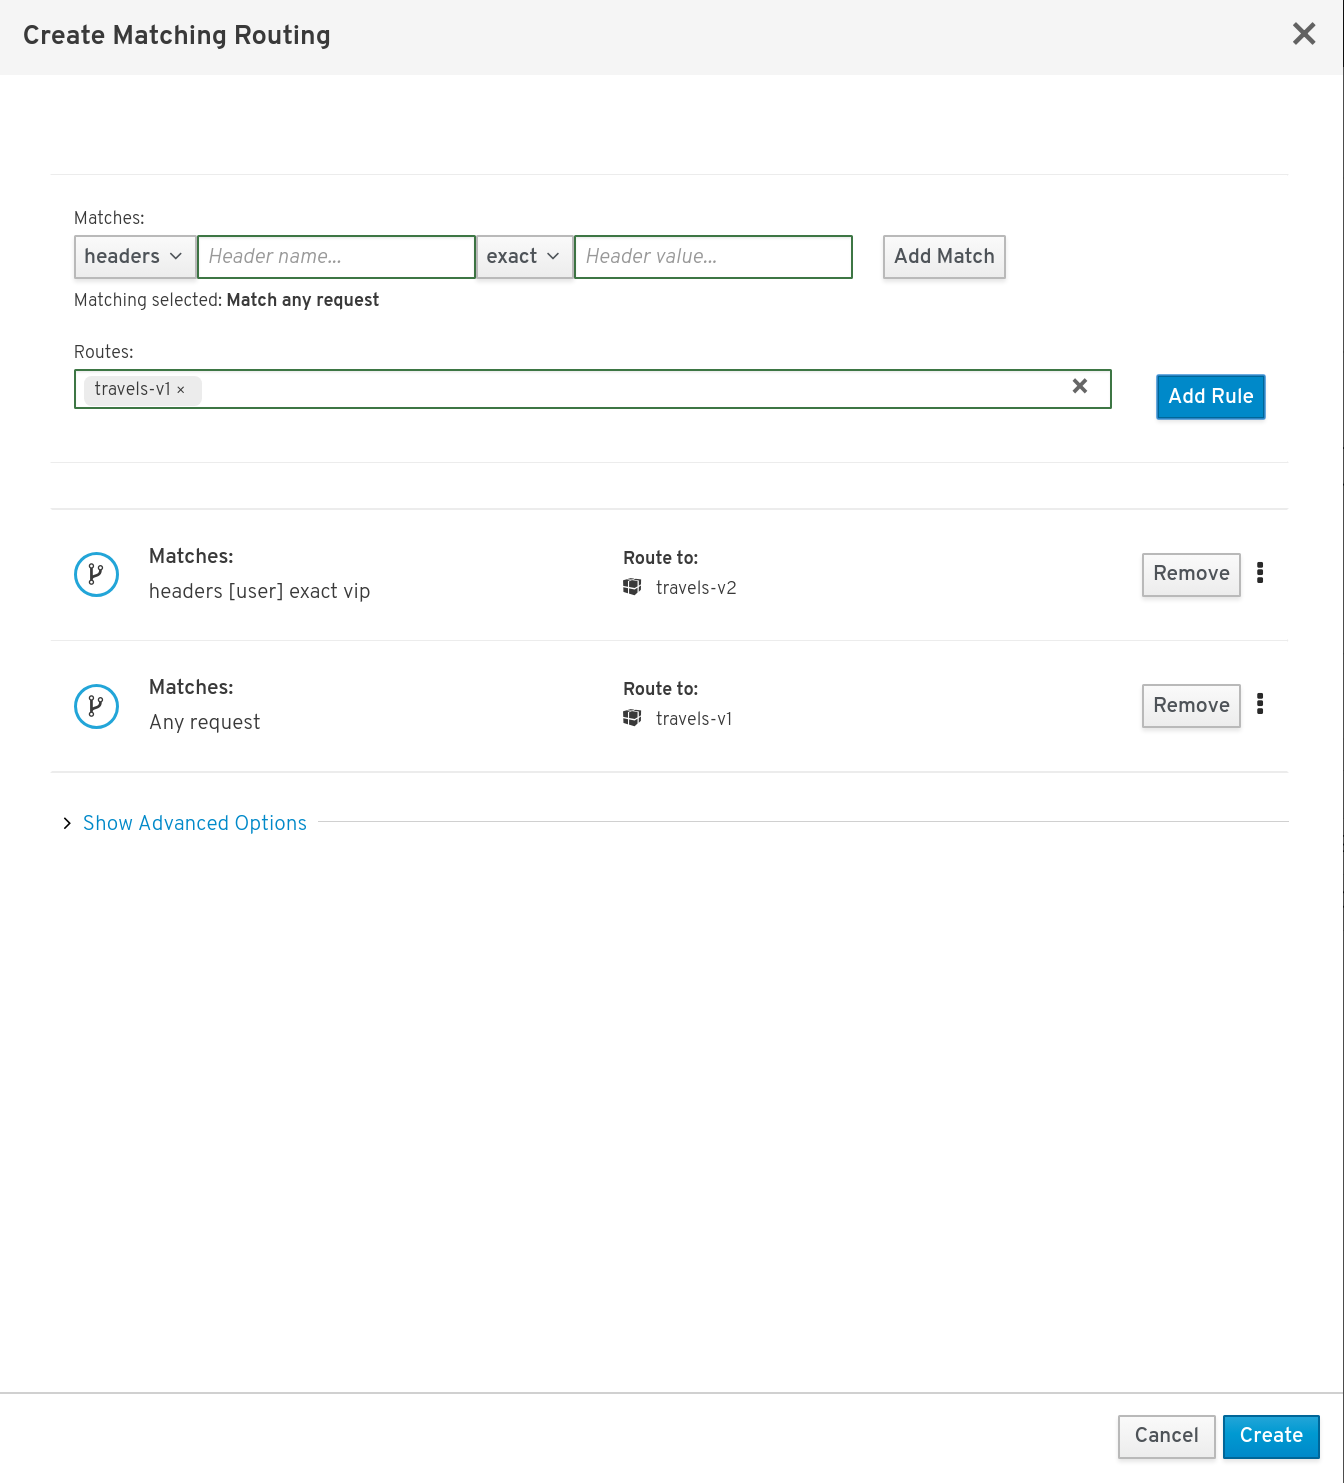 Create Matching Routing
Matches:
headers Header name... exact Header value... Add Match
Matching selected: Match any request
Routes:
travels-v1 ×
Add Rule
Matches:
headers [user] exact vip
Route to:
travels-v2
Remove
Matches:
Any request
Route to:
travels-v1
Remove
Show Advanced Options
Cancel Create